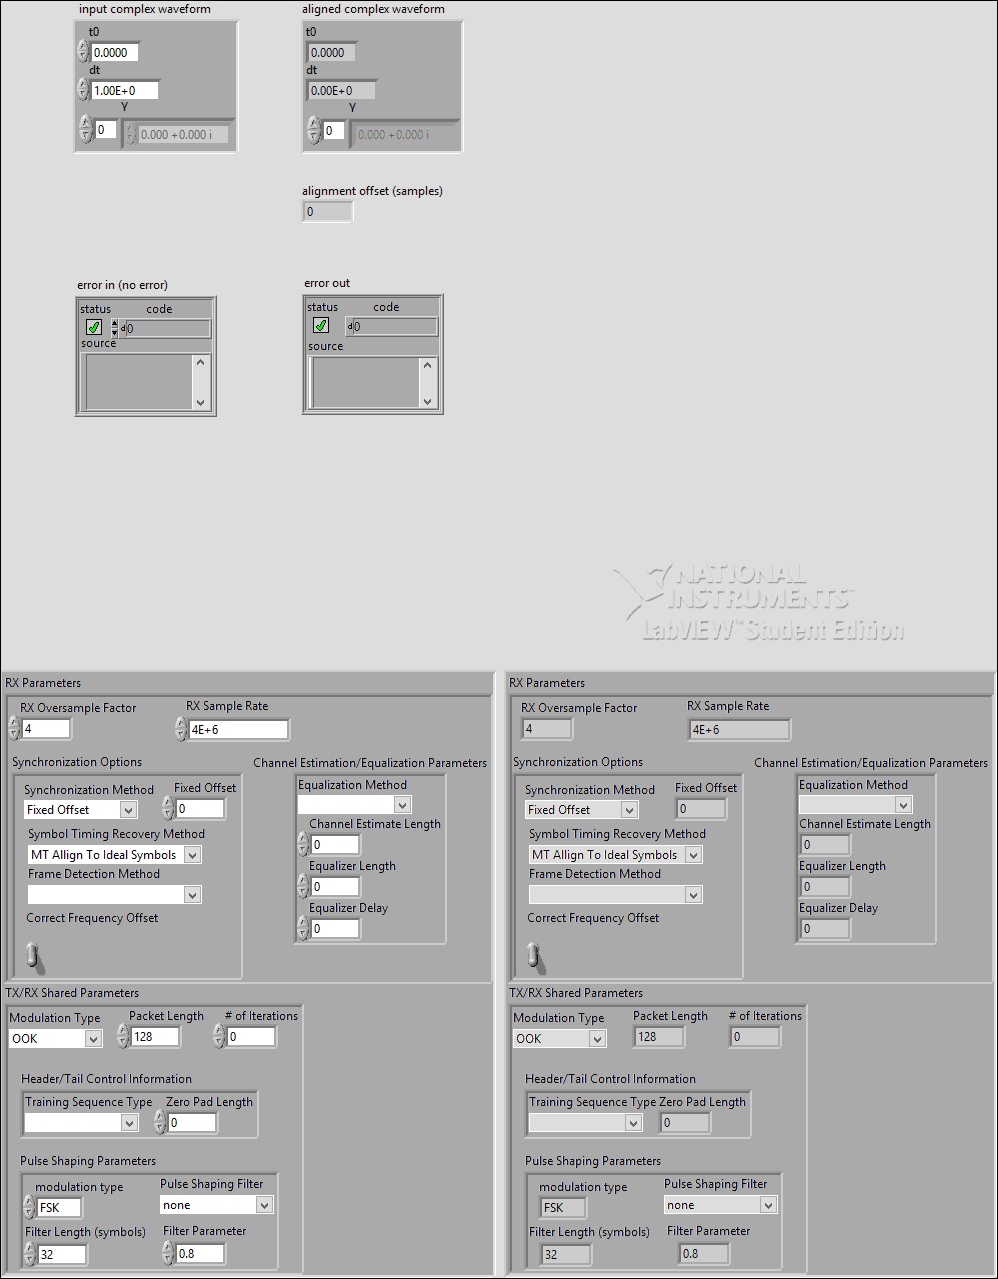 input complex waveform
aligned complex waveform
t0
t0
0.0000
0.0000
dt
dt
1.00E+0
0.00E+0
Y
Y
0
0.000 +0.000 i
0
0.000 +0.000 i
alignment offset (samples)
0
error in (no error)
error out
status
code
status
code
d0
d0
source
source
NATIONAL
INSTRUMENTS™
LabVIEW™ Student Edition
RX Parameters
RX Oversample Factor
RX Sample Rate
4
4E+6
Synchronization Options
Channel Estimation/Equalization Parameters
Synchronization Method
Fixed Offset
Equalization Method
Fixed Offset
0
Channel Estimate Length
Symbol Timing Recovery Method
0
MT Allign To Ideal Symbols
Equalizer Length
Frame Detection Method
0
Equalizer Delay
Correct Frequency Offset
0
TX/RX Shared Parameters
Modulation Type
Packet Length
# of Iterations
OOK
128
0
Header/Tail Control Information
Training Sequence Type
Zero Pad Length
0
Pulse Shaping Parameters
modulation type
Pulse Shaping Filter
FSK
none
Filter Length (symbols)
Filter Parameter
32
0.8
RX Parameters
RX Oversample Factor
RX Sample Rate
4
4E+6
Synchronization Options
Channel Estimation/Equalization Parameters
Synchronization Method
Fixed Offset
Equalization Method
Fixed Offset
0
Channel Estimate Length
Symbol Timing Recovery Method
0
MT Allign To Ideal Symbols
Equalizer Length
Frame Detection Method
0
Equalizer Delay
Correct Frequency Offset
0
TX/RX Shared Parameters
Modulation Type
Packet Length
# of Iterations
OOK
128
0
Header/Tail Control Information
Training Sequence Type
Zero Pad Length
0
Pulse Shaping Parameters
modulation type
Pulse Shaping Filter
FSK
none
Filter Length (symbols)
Filter Parameter
32
0.8